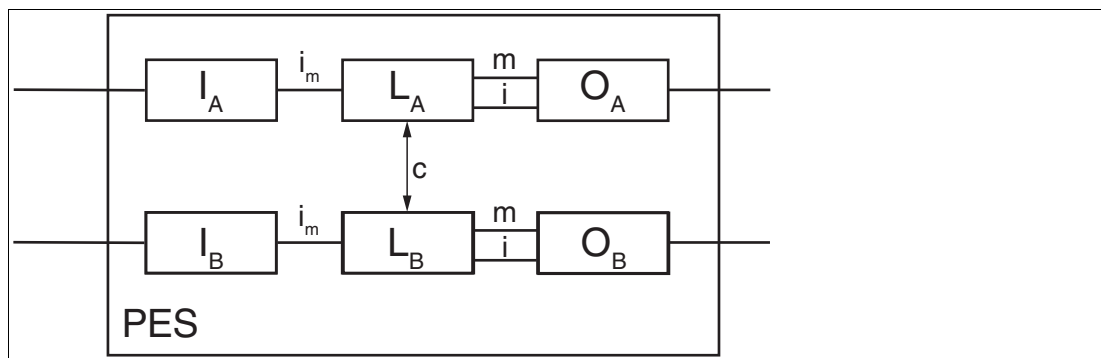 i_m m
I_A L_A i O_A
c
i_m m
I_B L_B i O_B
PES